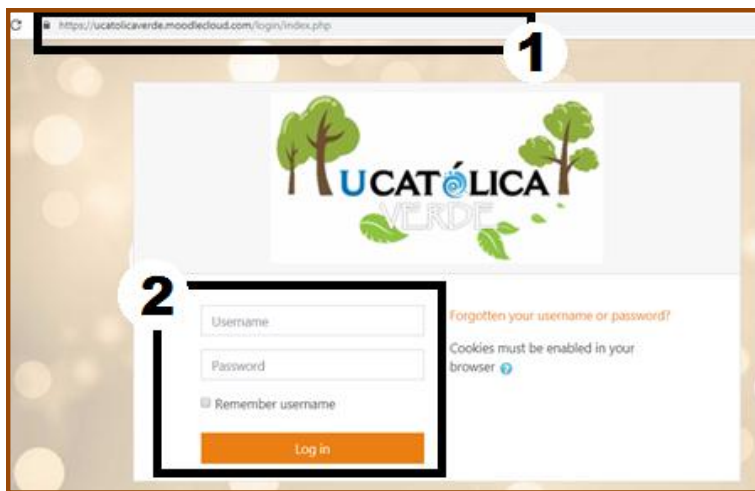 https://ucatolicaverde.moodlecloud.com/login/index.php
1
UCATÓLICA
VERDE
2
Username
Password
Remember username
Log in
Forgotten your username or password?
Cookies must be enabled in your
browser ?